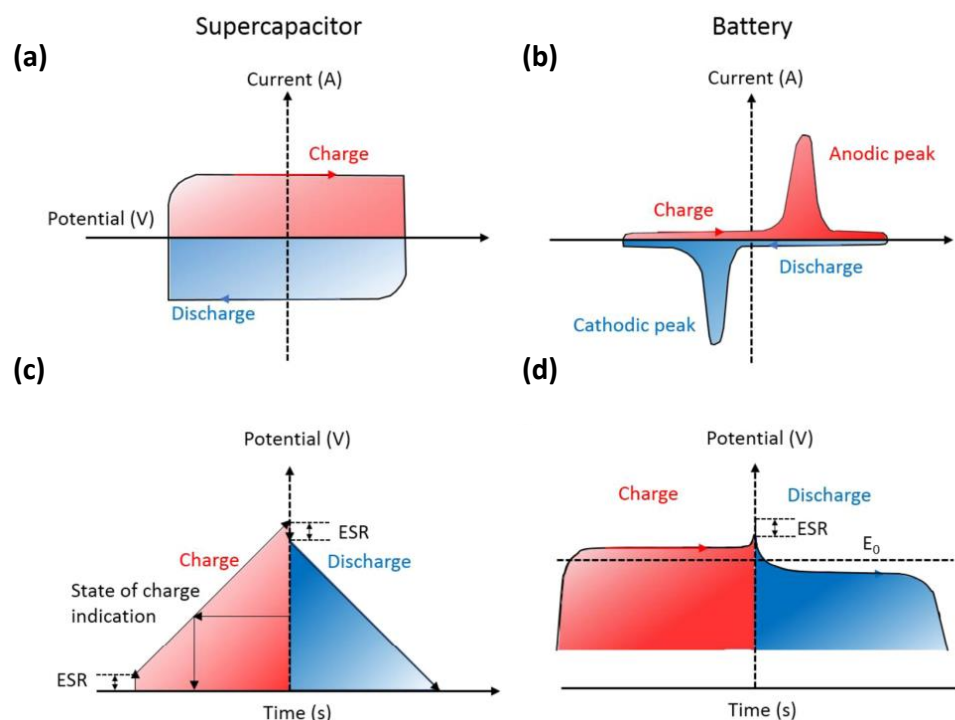 Supercapacitor
Battery
(a)
(b)
Current (A)
Current (A)
Charge
Anodic peak
Potential (V)
Charge
Discharge
Discharge
Cathodic peak
(c)
(d)
Potential (V)
Potential (V)
Charge
Discharge
ESR
ESR
E₀
Charge
Discharge
State of charge
indication
ESR
Time (s)
Time (s)